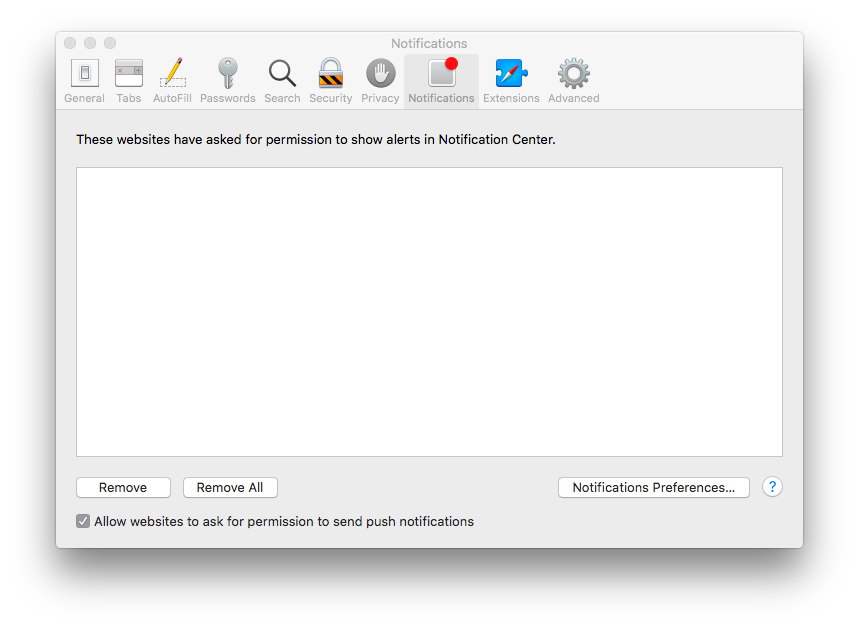 Notifications
General Tabs AutoFill Passwords Search Security Privacy Notifications Extensions Advanced
These websites have asked for permission to show alerts in Notification Center.
Remove Remove All Notifications Preferences... ?
Allow websites to ask for permission to send push notifications